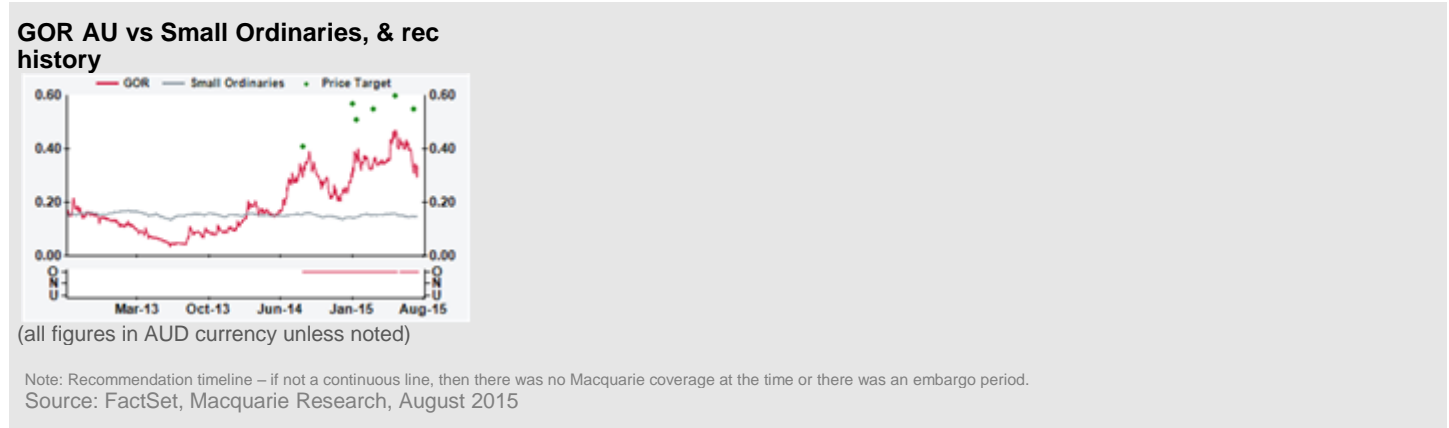 GOR AU vs Small Ordinaries, & rec
history
GOR Small Ordinaries Price Target
0.60 0.60
0.40 0.40
0.20 0.20
0.00 0.00
O O
N N
U U
Mar-13 Oct-13 Jun-14 Jan-15 Aug-15
(all figures in AUD currency unless noted)
Note: Recommendation timeline – if not a continuous line, then there was no Macquarie coverage at the time or there was an embargo period.
Source: FactSet, Macquarie Research, August 2015